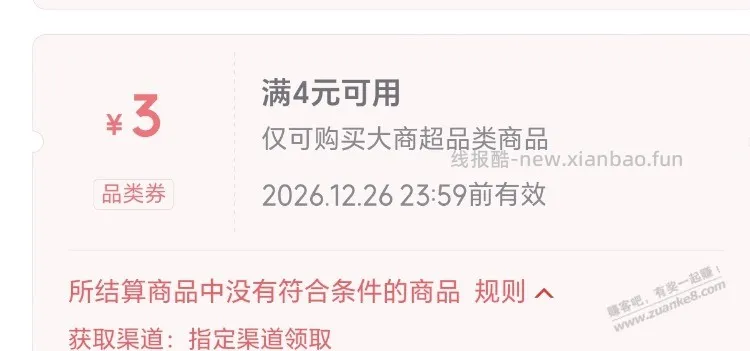 满4元可用
¥3
仅可购买大商超品类商品
线报酷-new.xianbao.fun
品类券
2026.12.26 23:59前有效
所结算商品中没有符合条件的商品 规则
获取渠道：指定渠道领取
赚客吧，有奖一起赚！
www.zuanke8.com